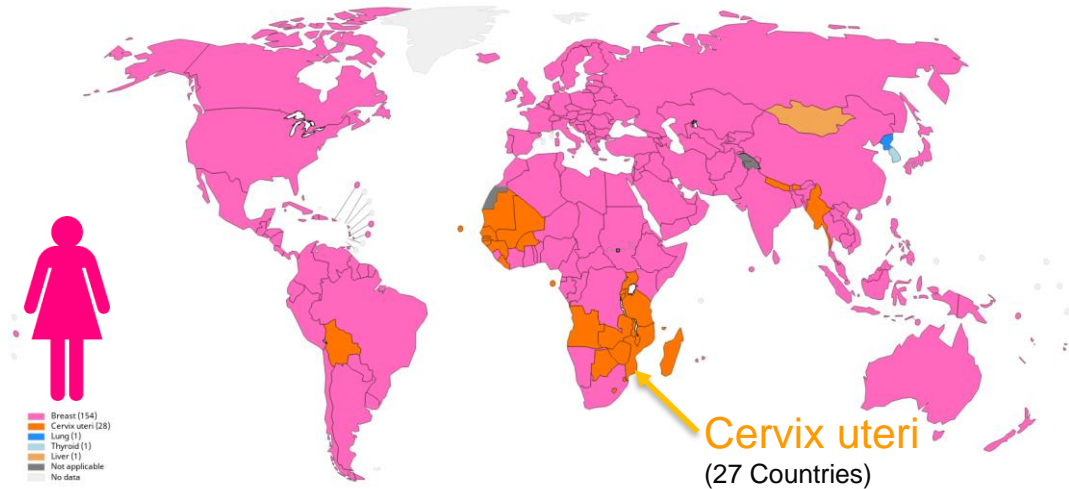 Breast (154)
Cervix uteri (28)
Lung (1)
Thyroid (1)
Liver (1)
Not applicable
No data
Cervix uteri
(27 Countries)